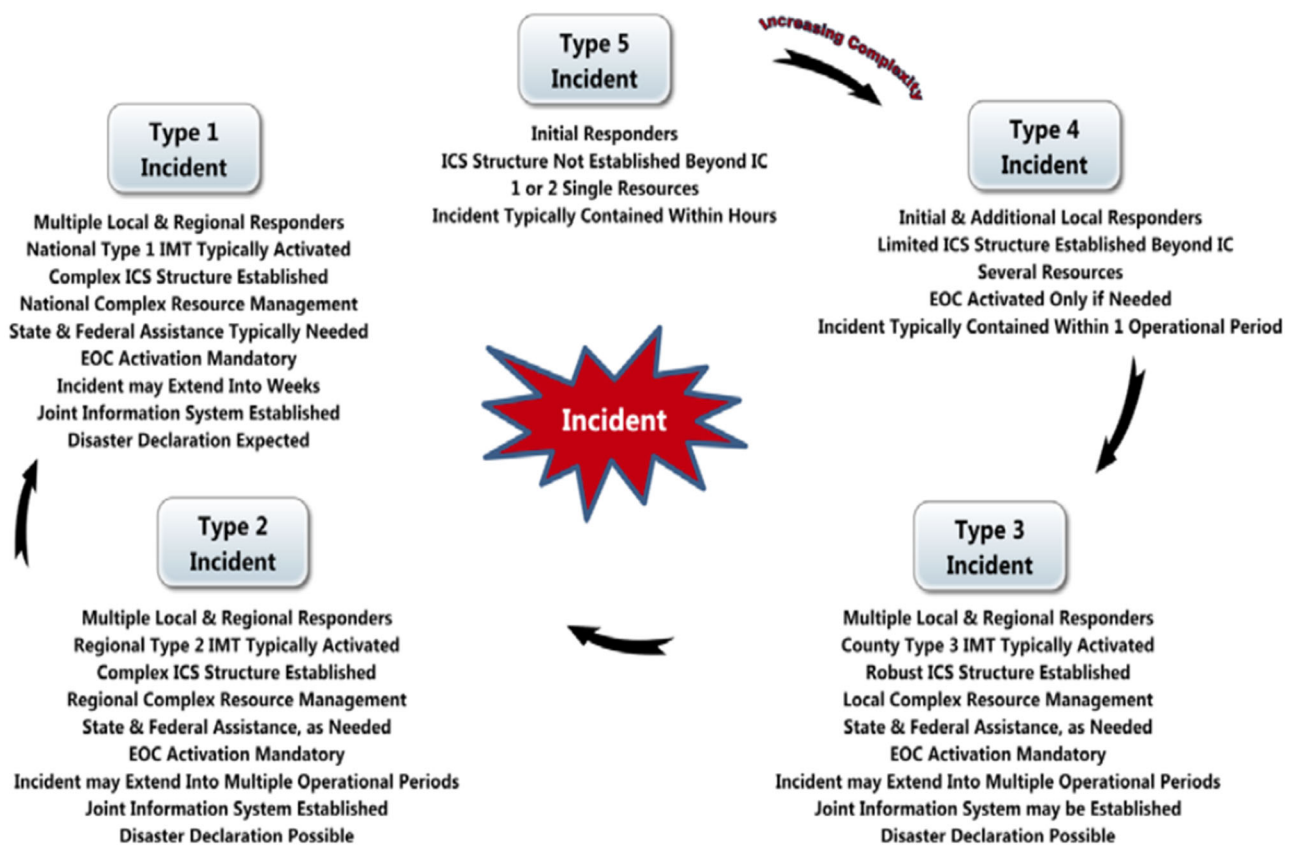 Type 5
Incident
Initial Responders
ICS Structure Not Established Beyond IC
1 or 2 Single Resources
Incident Typically Contained Within Hours
Increasing Complexity
Type 4
Incident
Initial & Additional Local Responders
Limited ICS Structure Established Beyond IC
Several Resources
EOC Activated Only if Needed
Incident Typically Contained Within 1 Operational Period
Type 3
Incident
Multiple Local & Regional Responders
County Type 3 IMT Typically Activated
Robust ICS Structure Established
Local Complex Resource Management
State & Federal Assistance, as Needed
EOC Activation Mandatory
Incident may Extend Into Multiple Operational Periods
Joint Information System may be Established
Disaster Declaration Possible
Type 2
Incident
Multiple Local & Regional Responders
Regional Type 2 IMT Typically Activated
Complex ICS Structure Established
Regional Complex Resource Management
State & Federal Assistance, as Needed
EOC Activation Mandatory
Incident may Extend Into Multiple Operational Periods
Joint Information System Established
Disaster Declaration Possible
Type 1
Incident
Multiple Local & Regional Responders
National Type 1 IMT Typically Activated
Complex ICS Structure Established
National Complex Resource Management
State & Federal Assistance Typically Needed
EOC Activation Mandatory
Incident may Extend Into Weeks
Joint Information System Established
Disaster Declaration Expected
Incident